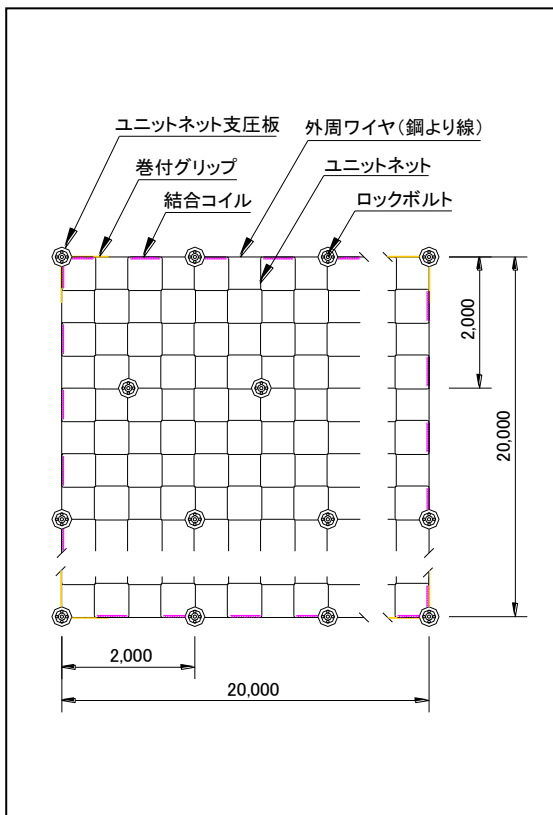 ユニットネット支圧板
外周ワイヤ(鋼より線)
巻付グリップ
ユニットネット
結合コイル
ロックボルト
2,000
20,000
2,000
20,000